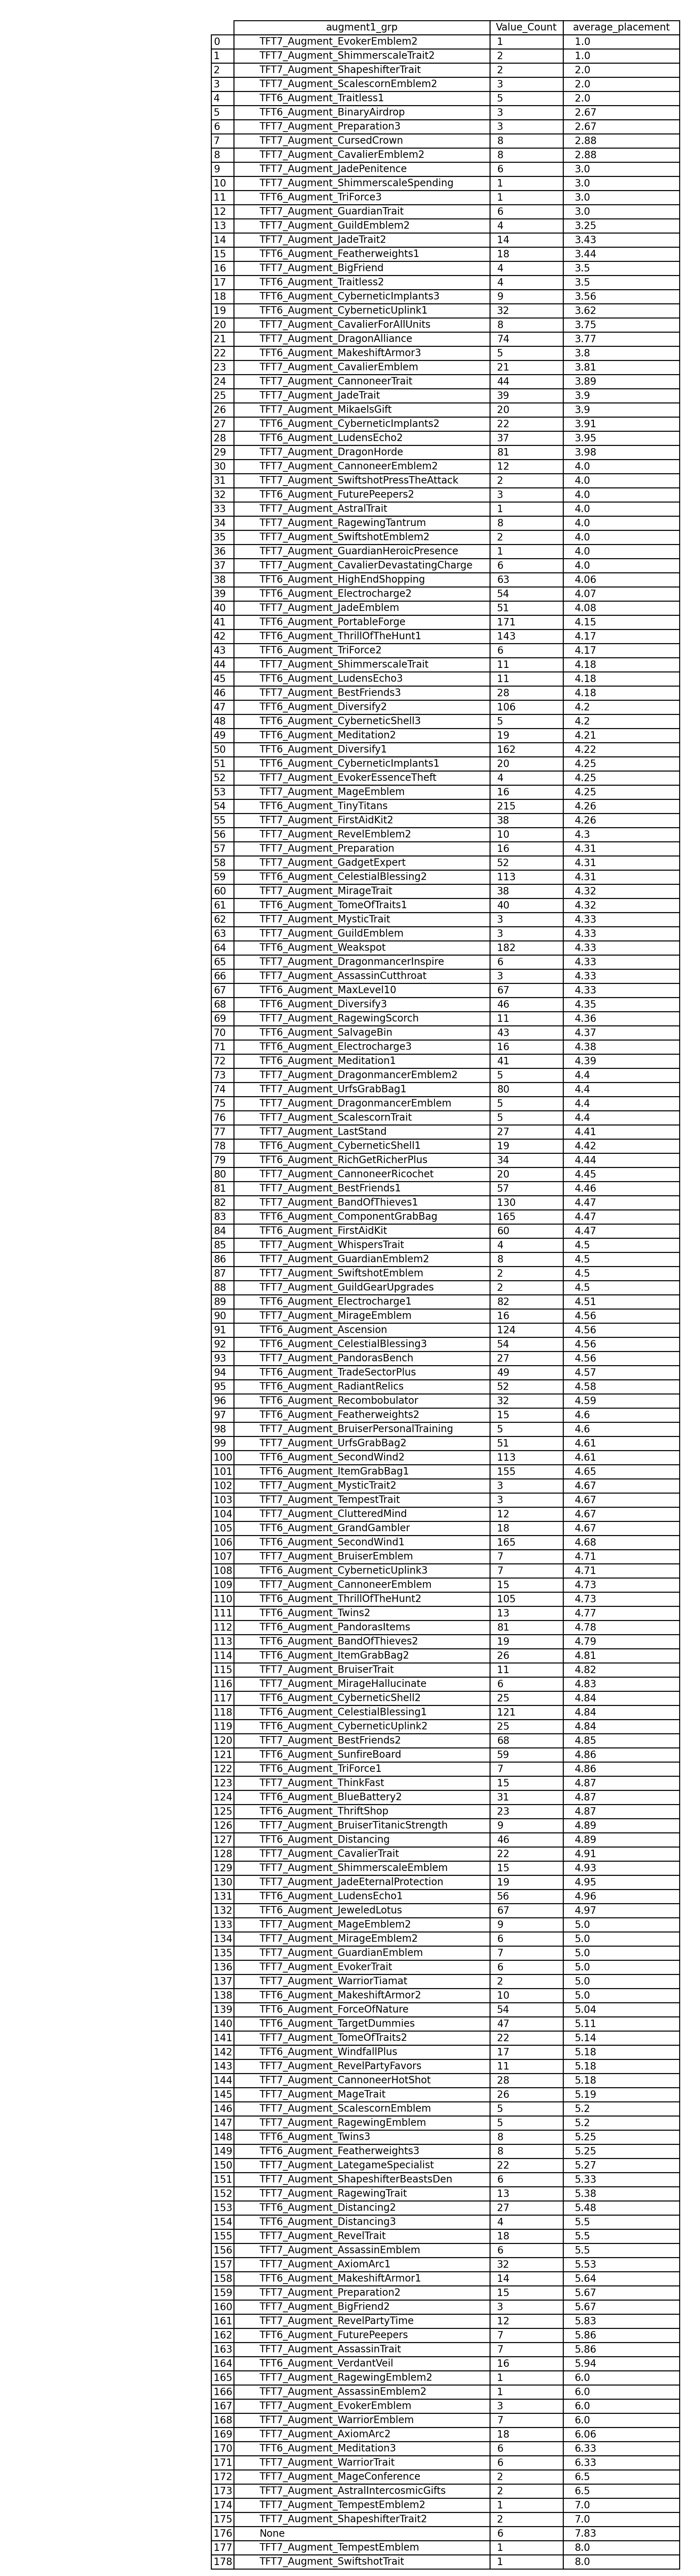 augment1_grp Value_Count average_placement
0 TFT7_Augment_EvokerEmblem2 1 1.0
1 TFT7_Augment_ShimmerscaleTrait2 2 1.0
2 TFT7_Augment_ShapeshifterTrait 2 2.0
3 TFT7_Augment_ScalescornEmblem2 3 2.0
4 TFT6_Augment_Traitless1 5 2.0
5 TFT6_Augment_BinaryAirdrop 3 2.67
6 TFT7_Augment_Preparation3 3 2.67
7 TFT7_Augment_CursedCrown 8 2.88
8 TFT7_Augment_CavalierEmblem2 8 2.88
9 TFT7_Augment_JadePenitence 6 3.0
10 TFT7_Augment_ShimmerscaleSpending 1 3.0
11 TFT6_Augment_TriForce3 1 3.0
12 TFT7_Augment_GuardianTrait 6 3.0
13 TFT7_Augment_GuildEmblem2 4 3.25
14 TFT7_Augment_JadeTrait2 14 3.43
15 TFT6_Augment_Featherweights1 18 3.44
16 TFT7_Augment_BigFriend 4 3.5
17 TFT6_Augment_Traitless2 4 3.5
18 TFT6_Augment_CyberneticImplants3 9 3.56
19 TFT6_Augment_CyberneticUplink1 32 3.62
20 TFT7_Augment_CavalierForAllUnits 8 3.75
21 TFT7_Augment_DragonAlliance 74 3.77
22 TFT6_Augment_MakeshiftArmor3 5 3.8
23 TFT7_Augment_CavalierEmblem 21 3.81
24 TFT7_Augment_CannoneerTrait 44 3.89
25 TFT7_Augment_JadeTrait 39 3.9
26 TFT7_Augment_MikaelsGift 20 3.9
27 TFT6_Augment_CyberneticImplants2 22 3.91
28 TFT6_Augment_LudensEcho2 37 3.95
29 TFT7_Augment_DragonHorde 81 3.98
30 TFT7_Augment_CannoneerEmblem2 12 4.0
31 TFT7_Augment_SwiftshotPressTheAttack 2 4.0
32 TFT6_Augment_FuturePeepers2 3 4.0
33 TFT7_Augment_AstralTrait 1 4.0
34 TFT7_Augment_RagewingTantrum 8 4.0
35 TFT7_Augment_SwiftshotEmblem2 2 4.0
36 TFT7_Augment_GuardianHeroicPresence 1 4.0
37 TFT7_Augment_CavalierDevastatingCharge 6 4.0
38 TFT6_Augment_HighEndShopping 63 4.06
39 TFT6_Augment_Electrocharge2 54 4.07
40 TFT7_Augment_JadeEmblem 51 4.08
41 TFT6_Augment_PortableForge 171 4.15
42 TFT6_Augment_ThrillOfTheHunt1 143 4.17
43 TFT6_Augment_TriForce2 6 4.17
44 TFT7_Augment_ShimmerscaleTrait 11 4.18
45 TFT6_Augment_LudensEcho3 11 4.18
46 TFT7_Augment_BestFriends3 28 4.18
47 TFT6_Augment_Diversify2 106 4.2
48 TFT6_Augment_CyberneticShell3 5 4.2
49 TFT6_Augment_Meditation2 19 4.21
50 TFT6_Augment_Diversify1 162 4.22
51 TFT6_Augment_CyberneticImplants1 20 4.25
52 TFT7_Augment_EvokerEssenceTheft 4 4.25
53 TFT7_Augment_MageEmblem 16 4.25
54 TFT6_Augment_TinyTitans 215 4.26
55 TFT7_Augment_FirstAidKit2 38 4.26
56 TFT7_Augment_RevelEmblem2 10 4.3
57 TFT7_Augment_Preparation 16 4.31
58 TFT7_Augment_GadgetExpert 52 4.31
59 TFT6_Augment_CelestialBlessing2 113 4.31
60 TFT7_Augment_MirageTrait 38 4.32
61 TFT6_Augment_TomeOfTraits1 40 4.32
62 TFT7_Augment_MysticTrait 3 4.33
63 TFT7_Augment_GuildEmblem 3 4.33
64 TFT6_Augment_Weakspot 182 4.33
65 TFT7_Augment_DragonmancerInspire 6 4.33
66 TFT7_Augment_AssassinCutthroat 3 4.33
67 TFT6_Augment_MaxLevel10 67 4.33
68 TFT6_Augment_Diversify3 46 4.35
69 TFT7_Augment_RagewingScorch 11 4.36
70 TFT6_Augment_SalvageBin 43 4.37
71 TFT6_Augment_Electrocharge3 16 4.38
72 TFT6_Augment_Meditation1 41 4.39
73 TFT7_Augment_DragonmancerEmblem2 5 4.4
74 TFT7_Augment_UrfsGrabBag1 80 4.4
75 TFT7_Augment_DragonmancerEmblem 5 4.4
76 TFT7_Augment_ScalescornTrait 5 4.4
77 TFT7_Augment_LastStand 27 4.41
78 TFT6_Augment_CyberneticShell1 19 4.42
79 TFT6_Augment_RichGetRicherPlus 34 4.44
80 TFT7_Augment_CannoneerRicochet 20 4.45
81 TFT7_Augment_BestFriends1 57 4.46
82 TFT7_Augment_BandOfThieves1 130 4.47
83 TFT6_Augment_ComponentGrabBag 165 4.47
84 TFT6_Augment_FirstAidKit 60 4.47
85 TFT7_Augment_WhispersTrait 4 4.5
86 TFT7_Augment_GuardianEmblem2 8 4.5
87 TFT7_Augment_SwiftshotEmblem 2 4.5
88 TFT7_Augment_GuildGearUpgrades 2 4.5
89 TFT6_Augment_Electrocharge1 82 4.51
90 TFT7_Augment_MirageEmblem 16 4.56
91 TFT6_Augment_Ascension 124 4.56
92 TFT6_Augment_CelestialBlessing3 54 4.56
93 TFT7_Augment_PandorasBench 27 4.56
94 TFT6_Augment_TradeSectorPlus 49 4.57
95 TFT6_Augment_RadiantRelics 52 4.58
96 TFT6_Augment_Recombobulator 32 4.59
97 TFT6_Augment_Featherweights2 15 4.6
98 TFT7_Augment_BruiserPersonalTraining 5 4.6
99 TFT7_Augment_UrfsGrabBag2 51 4.61
100 TFT6_Augment_SecondWind2 113 4.61
101 TFT6_Augment_ItemGrabBag1 155 4.65
102 TFT7_Augment_MysticTrait2 3 4.67
103 TFT7_Augment_TempestTrait 3 4.67
104 TFT7_Augment_ClutteredMind 12 4.67
105 TFT6_Augment_GrandGambler 18 4.67
106 TFT6_Augment_SecondWind1 165 4.68
107 TFT7_Augment_BruiserEmblem 7 4.71
108 TFT6_Augment_CyberneticUplink3 7 4.71
109 TFT7_Augment_CannoneerEmblem 15 4.73
110 TFT6_Augment_ThrillOfTheHunt2 105 4.73
111 TFT6_Augment_Twins2 13 4.77
112 TFT6_Augment_PandorasItems 81 4.78
113 TFT6_Augment_BandOfThieves2 19 4.79
114 TFT6_Augment_ItemGrabBag2 26 4.81
115 TFT7_Augment_BruiserTrait 11 4.82
116 TFT7_Augment_MirageHallucinate 6 4.83
117 TFT6_Augment_CyberneticShell2 25 4.84
118 TFT6_Augment_CelestialBlessing1 121 4.84
119 TFT6_Augment_CyberneticUplink2 25 4.84
120 TFT7_Augment_BestFriends2 68 4.85
121 TFT6_Augment_SunfireBoard 59 4.86
122 TFT6_Augment_TriForce1 7 4.86
123 TFT7_Augment_ThinkFast 15 4.87
124 TFT6_Augment_BlueBattery2 31 4.87
125 TFT6_Augment_ThriftShop 23 4.87
126 TFT7_Augment_BruiserTitanicStrength 9 4.89
127 TFT6_Augment_Distancing 46 4.89
128 TFT7_Augment_CavalierTrait 22 4.91
129 TFT7_Augment_ShimmerscaleEmblem 15 4.93
130 TFT7_Augment_JadeEternalProtection 19 4.95
131 TFT6_Augment_LudensEcho1 56 4.96
132 TFT6_Augment_JeweledLotus 67 4.97
133 TFT7_Augment_MageEmblem2 9 5.0
134 TFT7_Augment_MirageEmblem2 6 5.0
135 TFT7_Augment_GuardianEmblem 7 5.0
136 TFT7_Augment_EvokerTrait 6 5.0
137 TFT7_Augment_WarriorTiamat 2 5.0
138 TFT6_Augment_MakeshiftArmor2 10 5.0
139 TFT6_Augment_ForceOfNature 54 5.04
140 TFT6_Augment_TargetDummies 47 5.11
141 TFT7_Augment_TomeOfTraits2 22 5.14
142 TFT6_Augment_WindfallPlus 17 5.18
143 TFT7_Augment_RevelPartyFavors 11 5.18
144 TFT7_Augment_CannoneerHotShot 28 5.18
145 TFT7_Augment_MageTrait 26 5.19
146 TFT7_Augment_ScalescornEmblem 5 5.2
147 TFT7_Augment_RagewingEmblem 5 5.2
148 TFT6_Augment_Twins3 8 5.25
149 TFT6_Augment_Featherweights3 8 5.25
150 TFT7_Augment_LategameSpecialist 22 5.27
151 TFT7_Augment_ShapeshifterBeastsDen 6 5.33
152 TFT7_Augment_RagewingTrait 13 5.38
153 TFT6_Augment_Distancing2 27 5.48
154 TFT6_Augment_Distancing3 4 5.5
155 TFT7_Augment_RevelTrait 18 5.5
156 TFT7_Augment_AssassinEmblem 6 5.5
157 TFT7_Augment_AxiomArc1 32 5.53
158 TFT6_Augment_MakeshiftArmor1 14 5.64
159 TFT7_Augment_Preparation2 15 5.67
160 TFT7_Augment_BigFriend2 3 5.67
161 TFT7_Augment_RevelPartyTime 12 5.83
162 TFT6_Augment_FuturePeepers 7 5.86
163 TFT7_Augment_AssassinTrait 7 5.86
164 TFT6_Augment_VerdantVeil 16 5.94
165 TFT7_Augment_RagewingEmblem2 1 6.0
166 TFT7_Augment_AssassinEmblem2 1 6.0
167 TFT7_Augment_EvokerEmblem 3 6.0
168 TFT7_Augment_WarriorEmblem 7 6.0
169 TFT7_Augment_AxiomArc2 18 6.06
170 TFT6_Augment_Meditation3 6 6.33
171 TFT7_Augment_WarriorTrait 6 6.33
172 TFT7_Augment_MageConference 2 6.5
173 TFT7_Augment_AstralIntercosmicGifts 2 6.5
174 TFT7_Augment_TempestEmblem2 1 7.0
175 TFT7_Augment_ShapeshifterTrait2 2 7.0
176 None 6 7.83
177 TFT7_Augment_TempestEmblem 1 8.0
178 TFT7_Augment_SwiftshotTrait 1 8.0